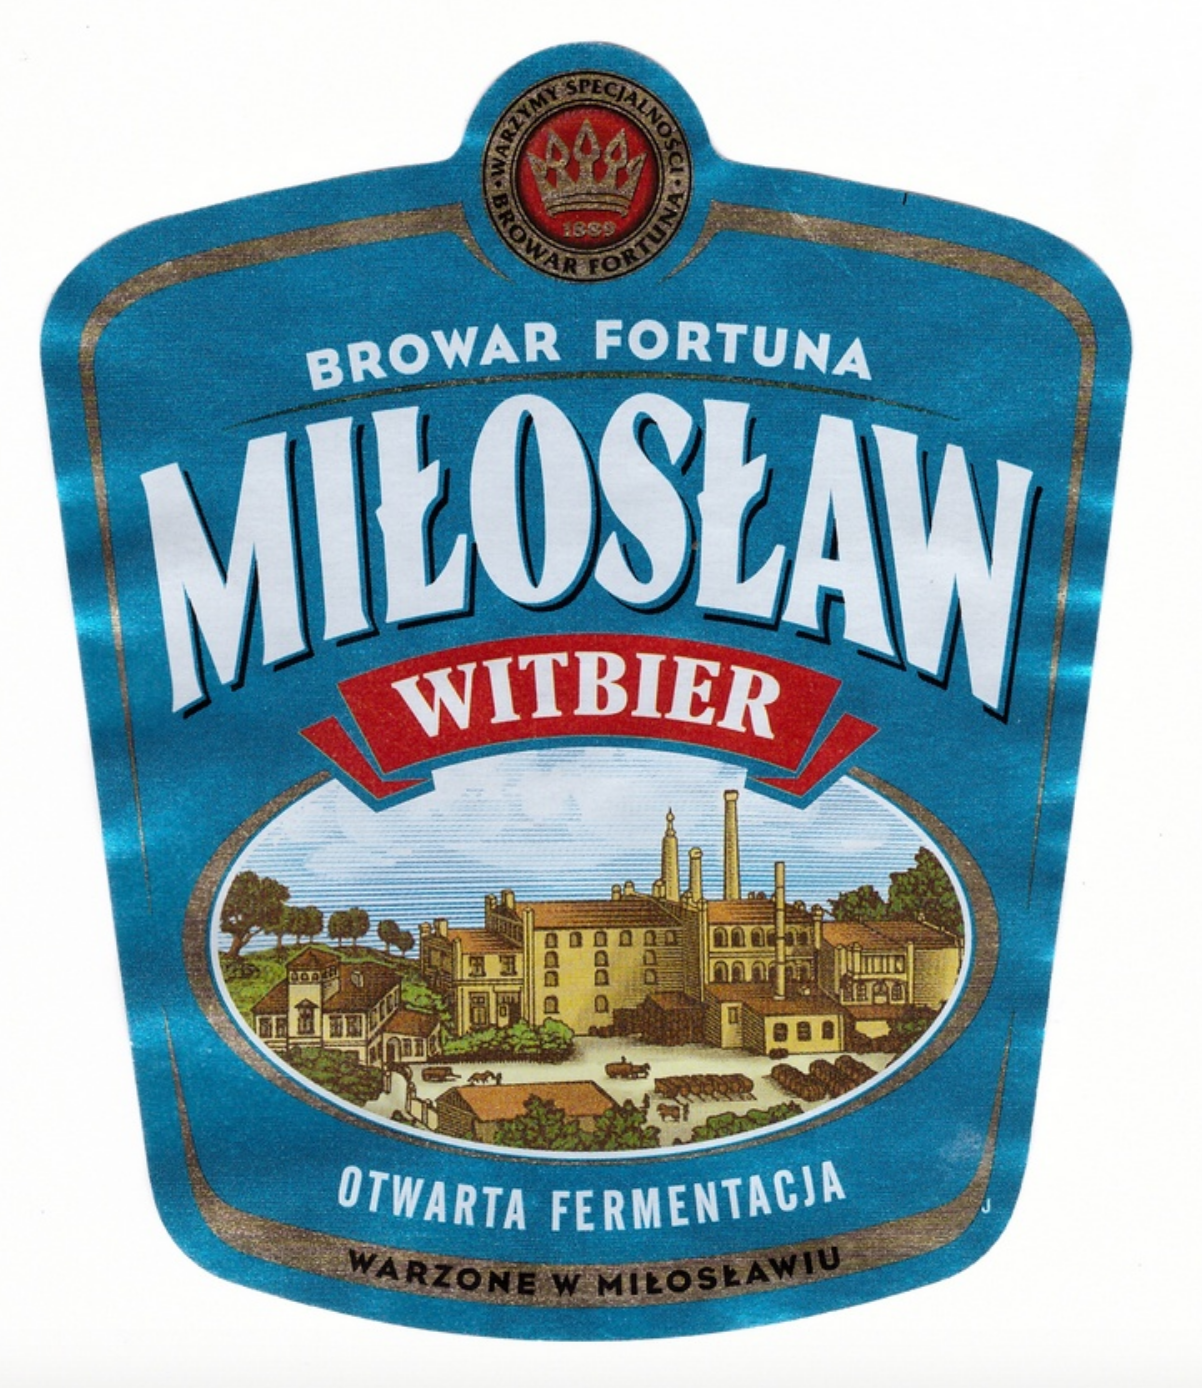 WARZYMY SPECJALNOŚCI
1889
BROWAR FORTUNA
BROWAR FORTUNA
MIŁOSŁAW
WITBIER
OTWARTA FERMENTACJA
WARZONE W MIŁOSŁAWIU
J